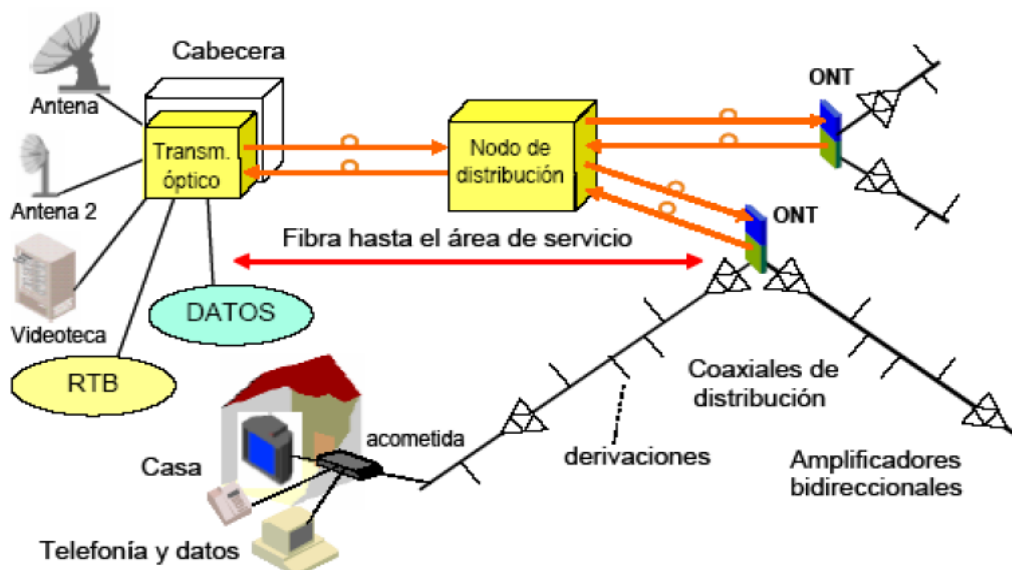 Cabecera
Antena
Transm.
óptico
Nodo de
distribución
ONT
Antena 2
ONT
Fibra hasta el área de servicio
Videoteca
DATOS
RTB
Coaxiales de
distribución
acometida
derivaciones
Casa
Amplificadores
bidireccionales
Telefonía y datos